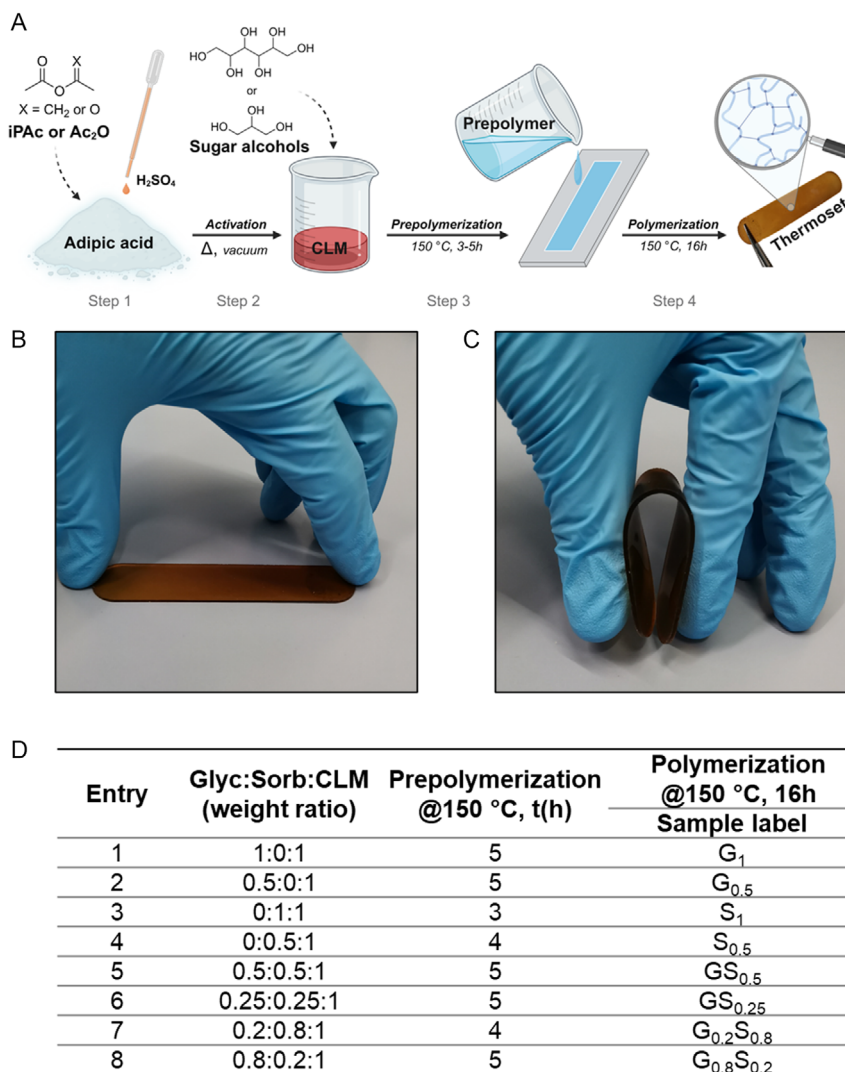 A
O
X
O
X = CH₂ or O
iPAc or Ac₂O
H₂SO₄
Adipic acid
OH OH
HO OH
OH OH
or
OH
HO OH
Sugar alcohols
Activation
Δ, vacuum
CLM
Prepolymerization
150 °C, 3-5h
Prepolymer
Polymerization
150 °C, 16h
Thermoset
Step 1 Step 2 Step 3 Step 4
B C
D
Entry Glyc:Sorb:CLM (weight ratio) Prepolymerization @150 °C, t(h) Polymerization @150 °C, 16h
Sample label
1 1:0:1 5 G₁
2 0.5:0:1 5 G₀.₅
3 0:1:1 3 S₁
4 0:0.5:1 4 S₀.₅
5 0.5:0.5:1 5 GS₀.₅
6 0.25:0.25:1 5 GS₀.₂₅
7 0.2:0.8:1 4 G₀.₂S₀.₈
8 0.8:0.2:1 5 G₀.₈S₀.₂